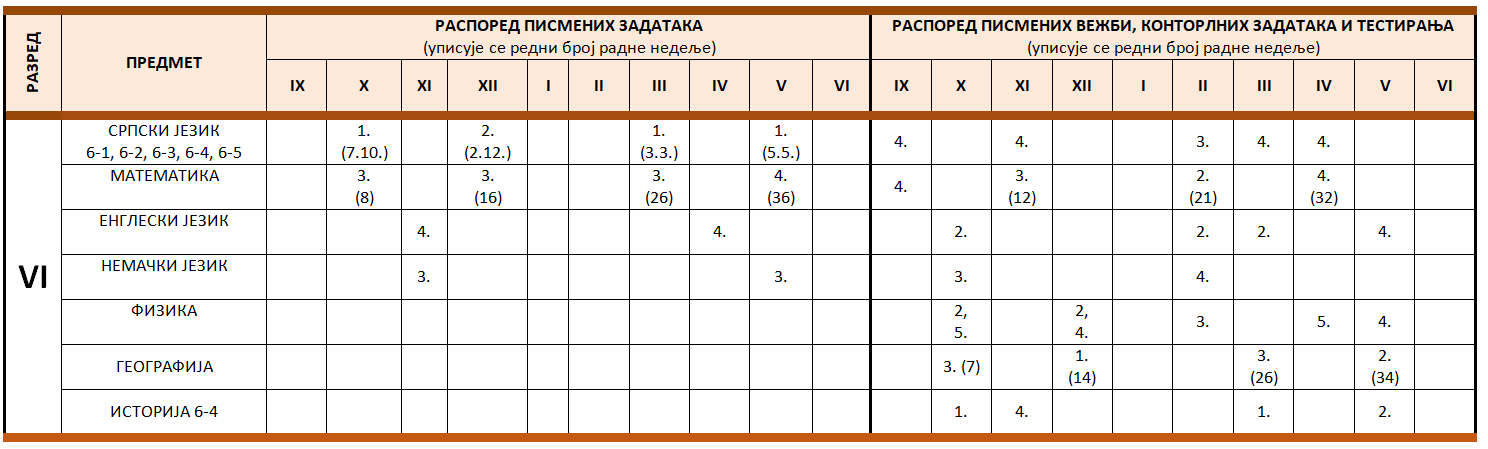 РАЗРЕД
ПРЕДМЕТ
РАСПОРЕД ПИСМЕНИХ ЗАДАТАКА
(уписује се редни број радне недеље)
РАСПОРЕД ПИСМЕНИХ ВЕЖБИ, КОНТОРЛНИХ ЗАДАТАКА И ТЕСТИРАЊА
(уписује се редни број радне недеље)
IX X XI XII I II III IV V VI IX X XI XII I II III IV V VI
VI
СРПСКИ ЈЕЗИК
6-1, 6-2, 6-3, 6-4, 6-5
1. 2. 1. 1.
(7.10.) (2.12.) (3.3.) (5.5.)
4. 4. 3. 4. 4.
МАТЕМАТИКА
3. 3. 3. 4.
(8) (16) (26) (36)
4. 3. 2. 4.
(12) (21) (32)
ЕНГЛЕСКИ ЈЕЗИК
4. 4. 2. 2. 2. 4.
НЕМАЧКИ ЈЕЗИК
3. 3. 3. 4.
ФИЗИКА
2, 2,
5. 4. 3. 5. 4.
ГЕОГРАФИЈА
3. (7) 1. 3. 2.
(14) (26) (34)
ИСТОРИЈА 6-4
1. 4. 1. 2.